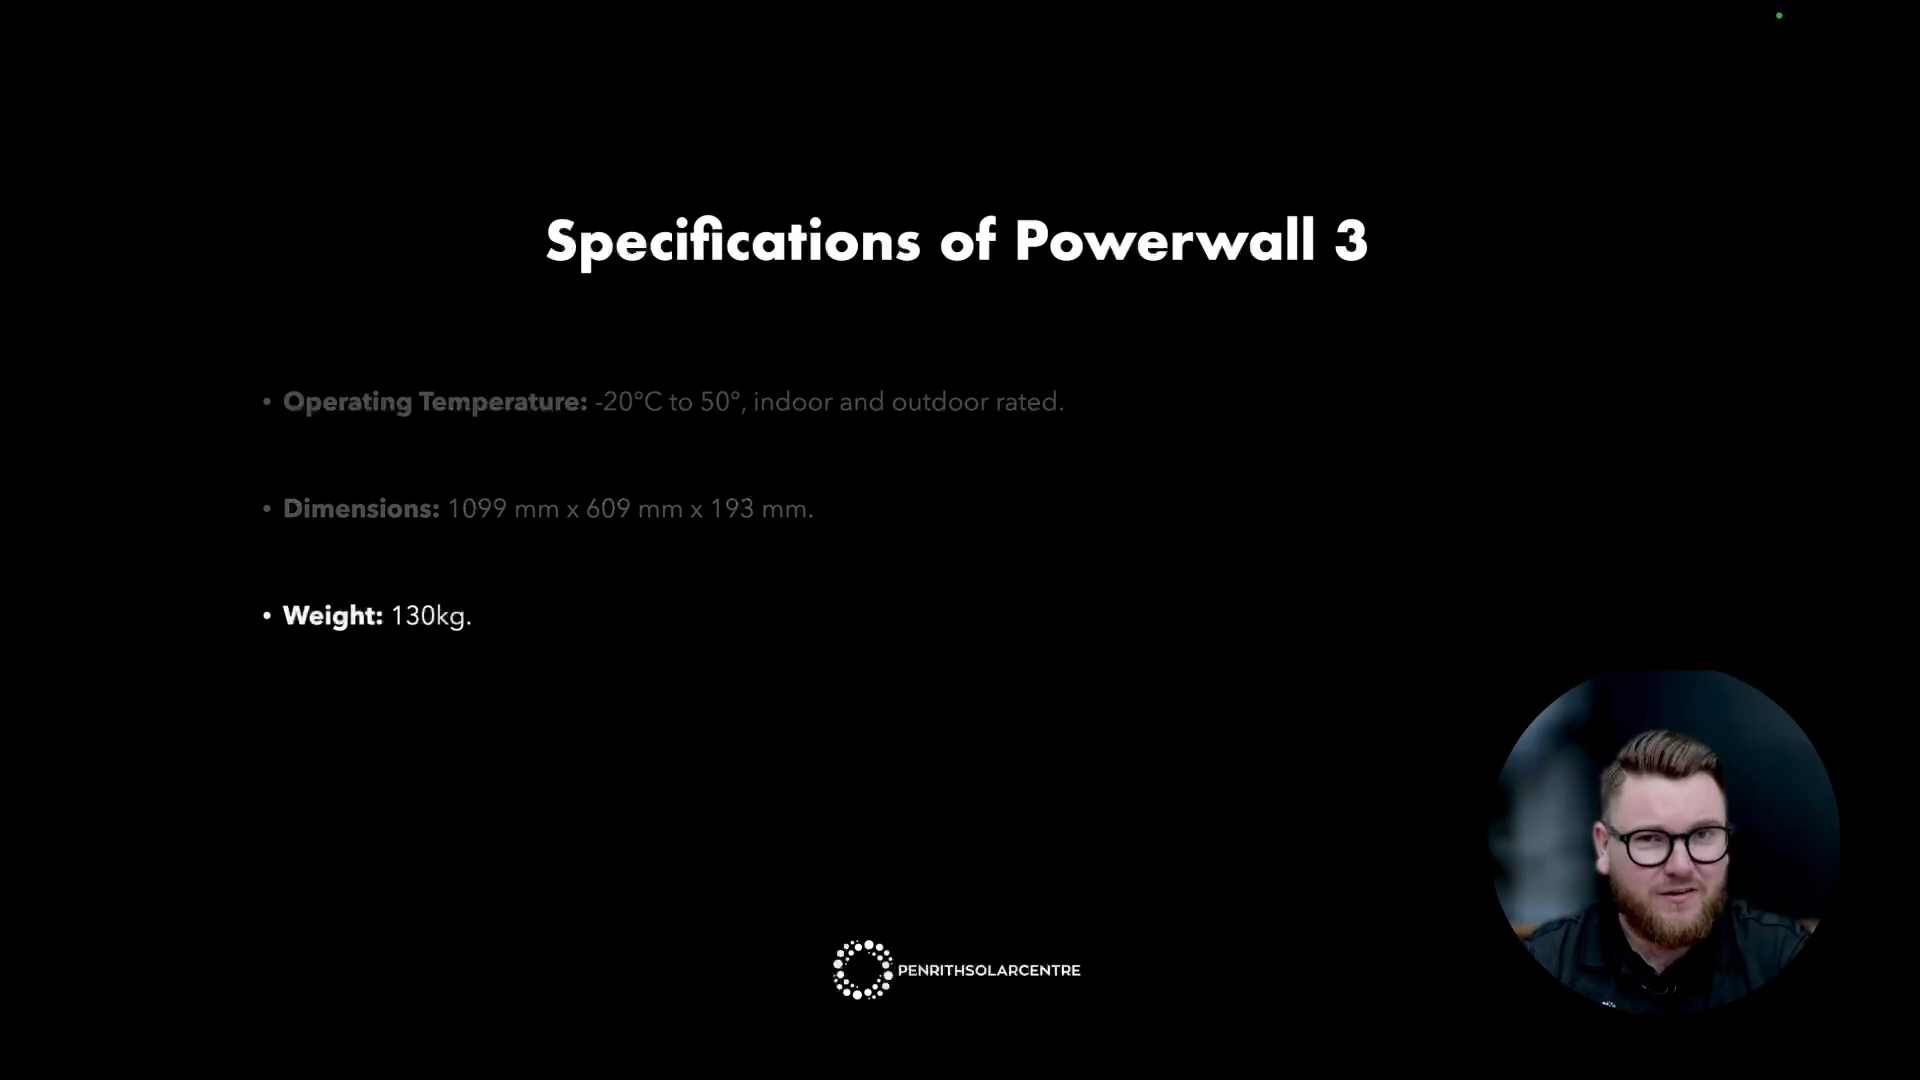 Specifications of Powerwall 3
• Operating Temperature: -20°C to 50°, indoor and outdoor rated.
• Dimensions: 1099 mm x 609 mm x 193 mm.
• Weight: 130kg.
PENRITHSOLARCENTRE